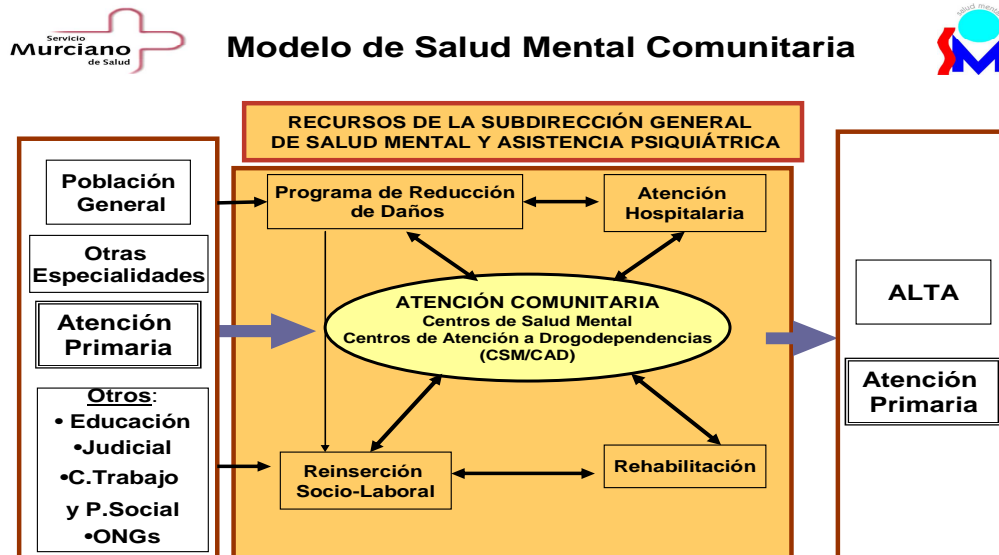 Servicio
Murciano
de Salud
Modelo de Salud Mental Comunitaria
salud mental
RECURSOS DE LA SUBDIRECCIÓN GENERAL
DE SALUD MENTAL Y ASISTENCIA PSIQUIÁTRICA
Población
General
Otras
Especialidades
Atención
Primaria
Otros:
• Educación
•Judicial
•C.Trabajo
y P.Social
•ONGs
Programa de Reducción
de Daños
Atención
Hospitalaria
ATENCIÓN COMUNITARIA
Centros de Salud Mental
Centros de Atención a Drogodependencias
(CSM/CAD)
Reinserción
Socio-Laboral
Rehabilitación
ALTA
Atención
Primaria